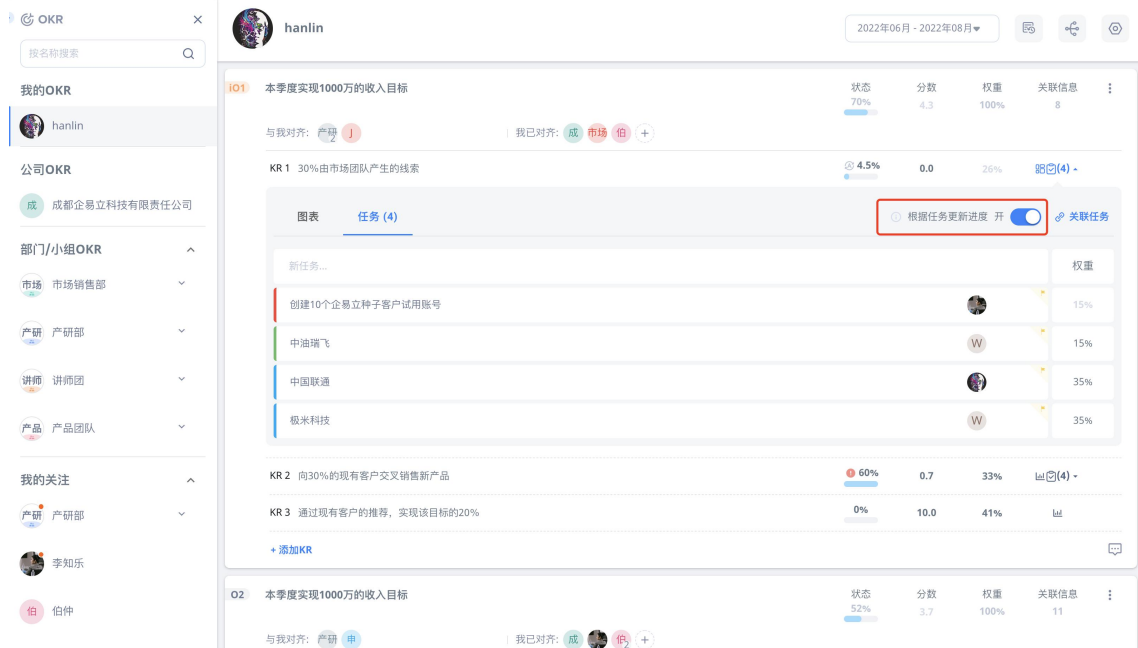 OKR
按名称搜索
我的OKR
hanlin
公司OKR
成 成都企易立科技有限责任公司
部门/小组OKR
市场 市场销售部
产研 产研部
讲师 讲师团
产品 产品团队
我的关注
产研 产研部
李知乐
伯 伯仲
hanlin
2022年06月 - 2022年08月
iO1 本季度实现1000万的收入目标 状态 70% 分数 4.3 权重 100% 关联信息 8
与我对齐: 产研 2 J 我已对齐: 成 市场 伯 +
KR 1 30%由市场团队产生的线索 4.5% 0.0 26% (4)
图表 任务 (4) 根据任务更新进度 开 关联任务
新任务... 权重
创建10个企易立种子客户试用账号 15%
中油瑞飞 W 15%
中国联通 35%
极米科技 W 35%
KR 2 向30%的现有客户交叉销售新产品 60% 0.7 33% (4)
KR 3 通过现有客户的推荐，实现该目标的20% 0% 10.0 41%
+ 添加KR
O2 本季度实现1000万的收入目标 状态 52% 分数 3.7 权重 100% 关联信息 11
与我对齐: 产研 申 我已对齐: 成 伯 2 +